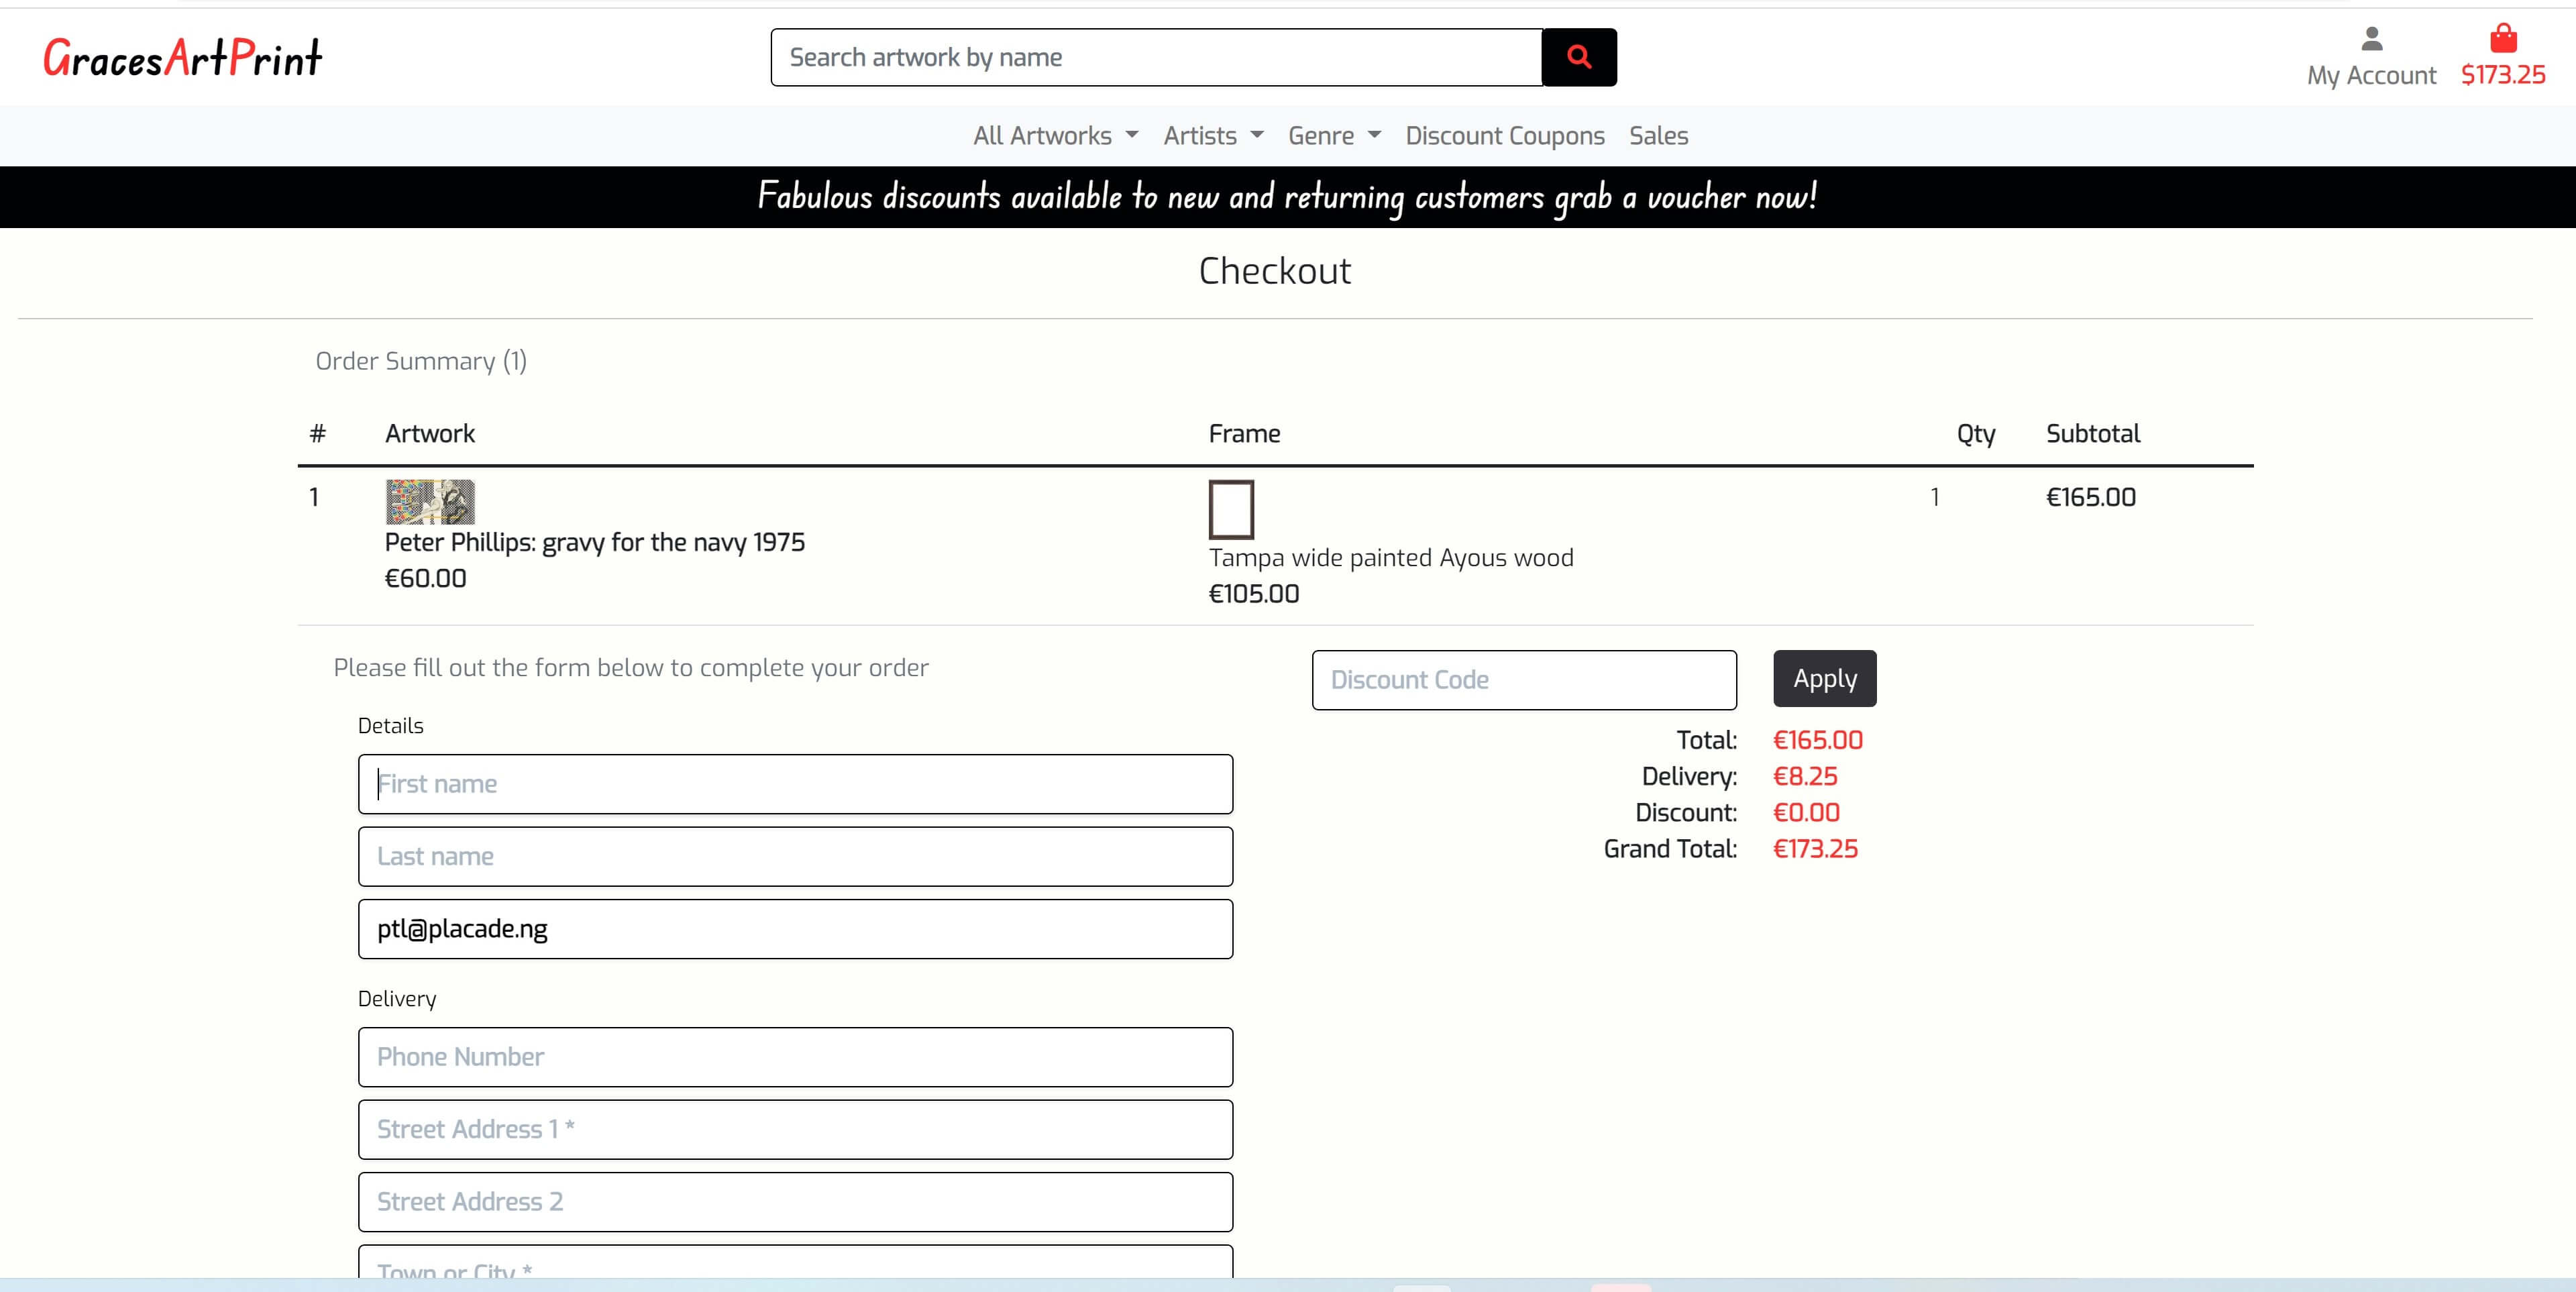 GracesArtPrint
Search artwork by name
My Account
$173.25
All Artworks Artists Genre Discount Coupons Sales
Fabulous discounts available to new and returning customers grab a voucher now!
Checkout
Order Summary (1)
# Artwork Frame Qty Subtotal
1 1 €165.00
Peter Phillips: gravy for the navy 1975
€60.00
Tampa wide painted Ayous wood
€105.00
Please fill out the form below to complete your order
Details
First name
Last name
ptl@placade.ng
Delivery
Phone Number
Street Address 1 *
Street Address 2
Town or City *
Discount Code Apply
Total: €165.00
Delivery: €8.25
Discount: €0.00
Grand Total: €173.25